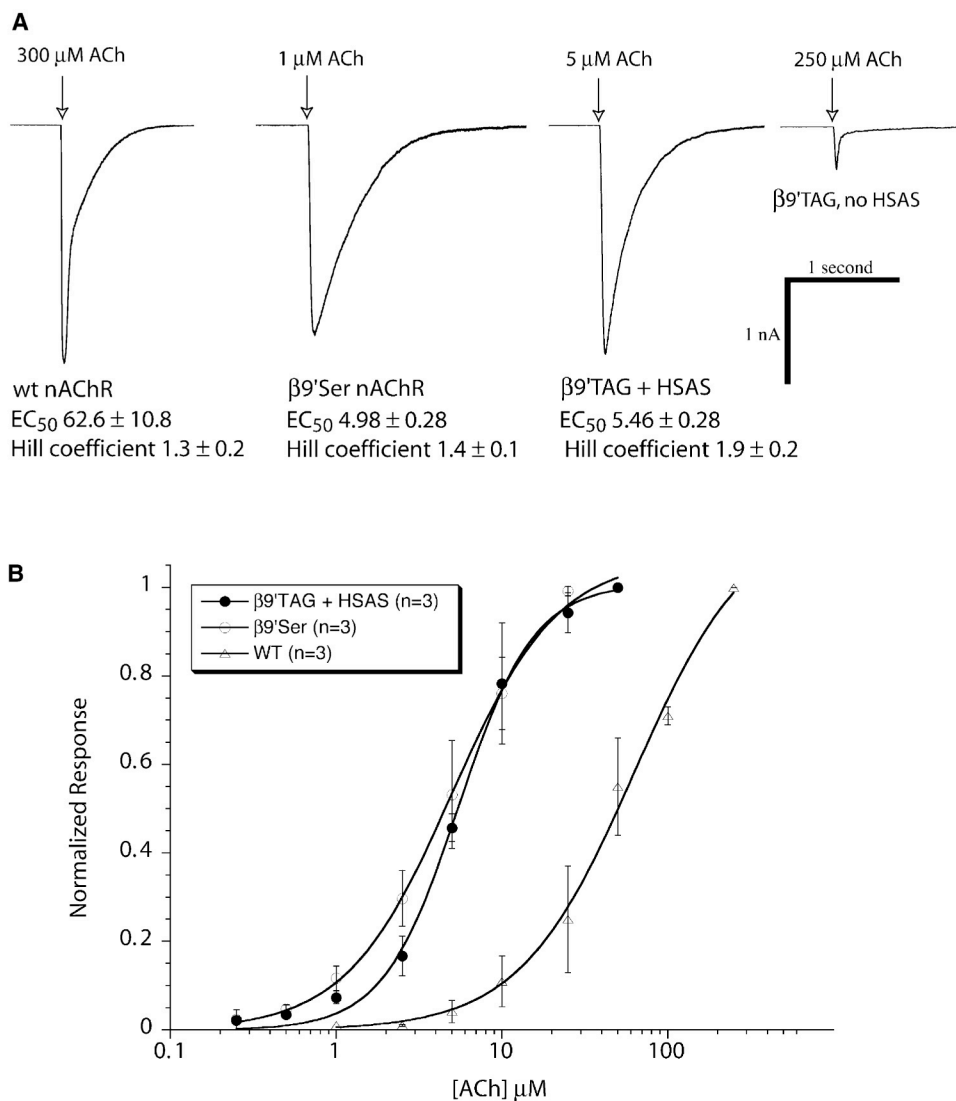 A
300 μM ACh
1 μM ACh
5 μM ACh
250 μM ACh
β9'TAG, no HSAS
1 second
1 nA
wt nAChR
EC50 62.6 ± 10.8
Hill coefficient 1.3 ± 0.2
β9'Ser nAChR
EC50 4.98 ± 0.28
Hill coefficient 1.4 ± 0.1
β9'TAG + HSAS
EC50 5.46 ± 0.28
Hill coefficient 1.9 ± 0.2
B
β9'TAG + HSAS (n=3)
β9'Ser (n=3)
WT (n=3)
Normalized Response
1
0.8
0.6
0.4
0.2
0
0.1
1
10
100
[ACh] μM